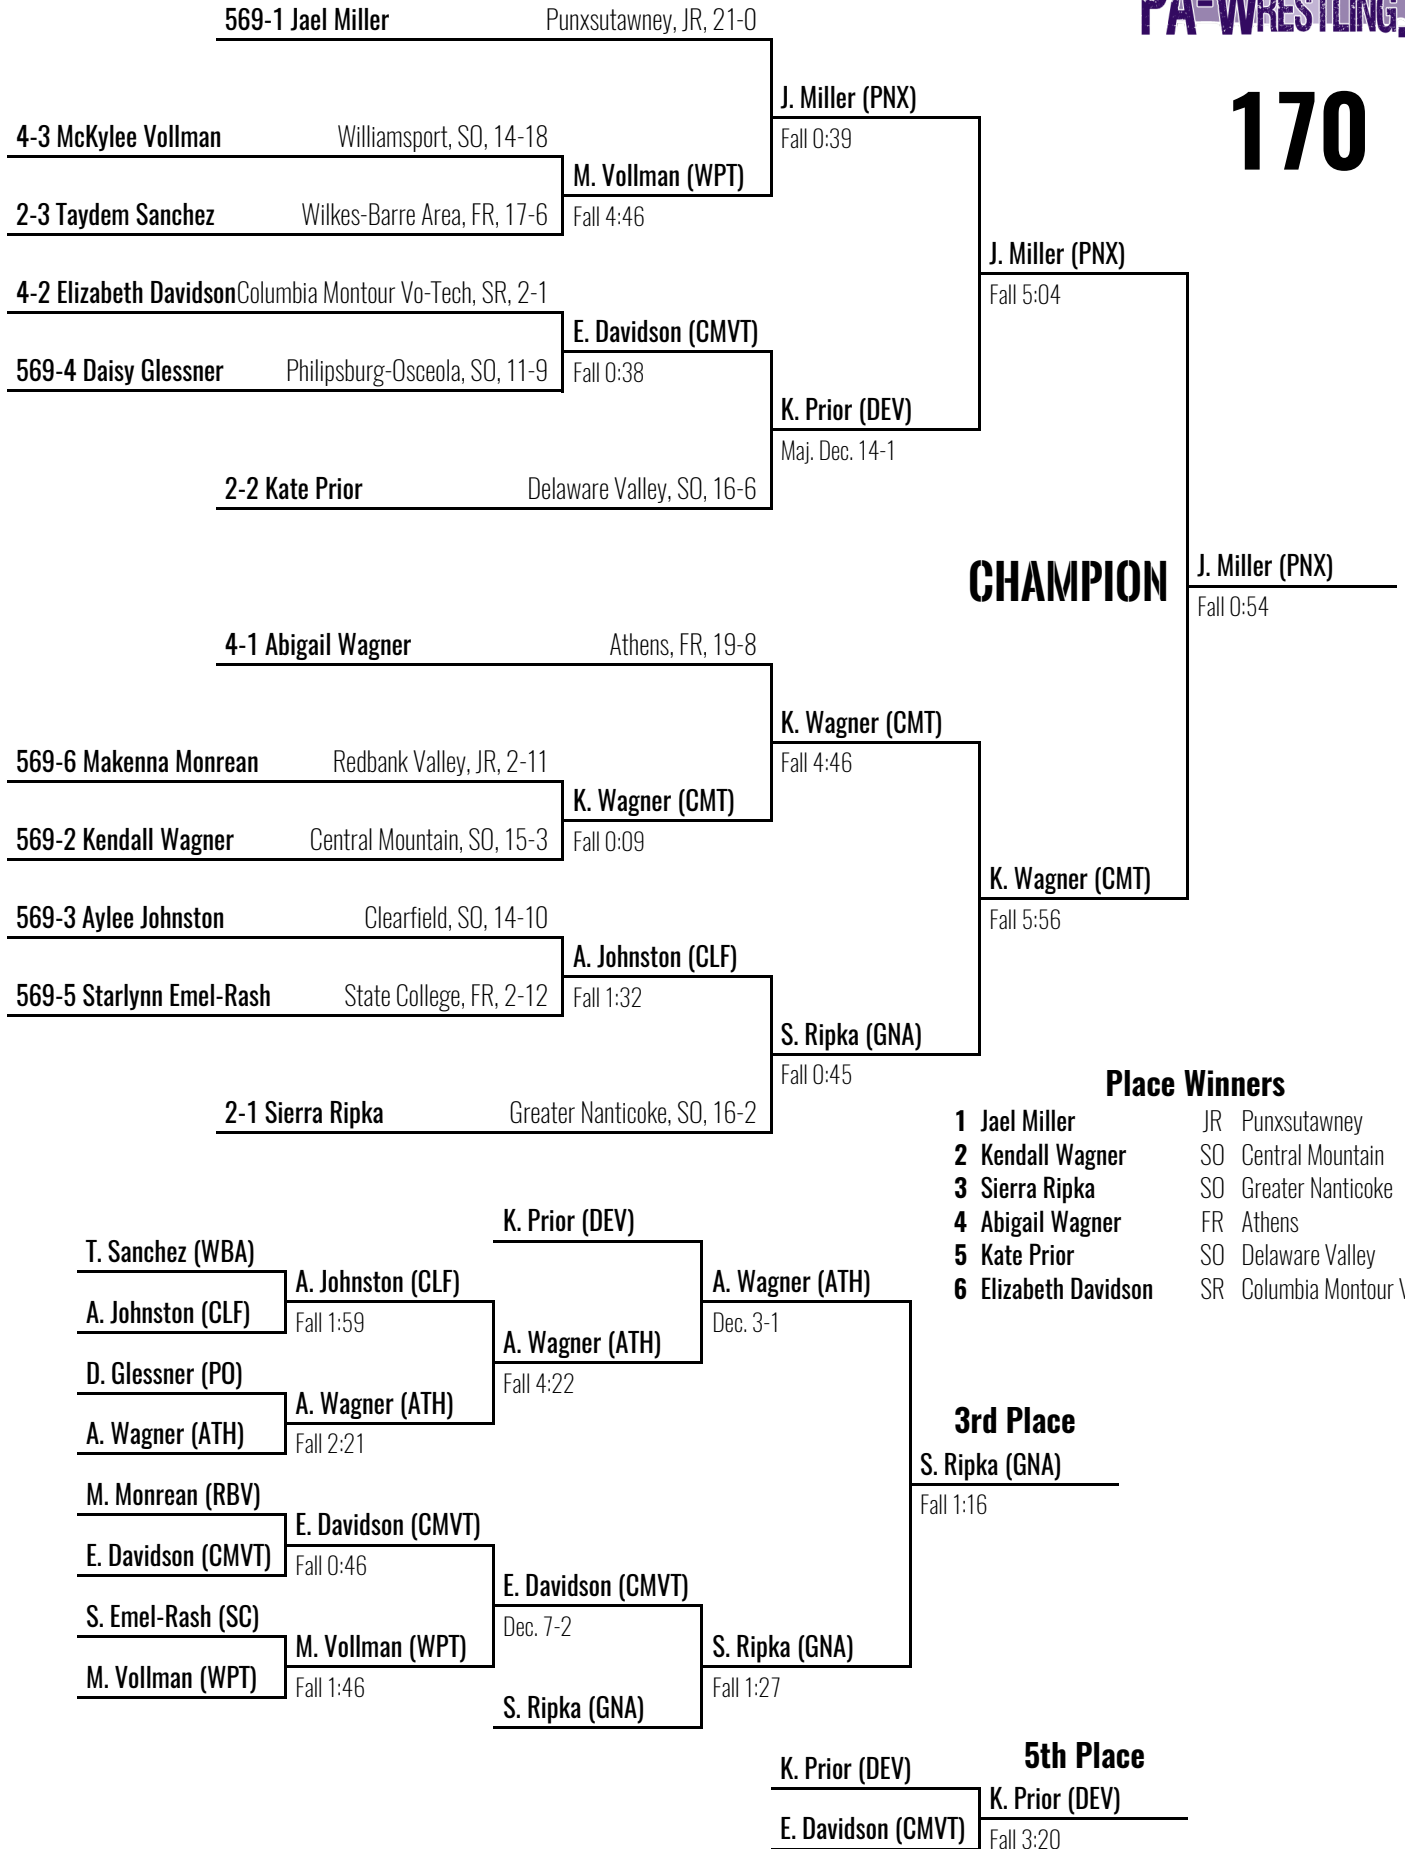 PA-WRESTLING.
170
569-1 Jael Miller Punxsutawney, JR, 21-0
J. Miller (PNX)
Fall 0:39
4-3 McKylee Vollman Williamsport, SO, 14-18
M. Vollman (WPT)
Fall 4:46
2-3 Taydem Sanchez Wilkes-Barre Area, FR, 17-6
J. Miller (PNX)
Fall 5:04
4-2 Elizabeth Davidson Columbia Montour Vo-Tech, SR, 2-1
E. Davidson (CMVT)
Fall 0:38
569-4 Daisy Glessner Philipsburg-Osceola, SO, 11-9
K. Prior (DEV)
Maj. Dec. 14-1
2-2 Kate Prior Delaware Valley, SO, 16-6
CHAMPION
J. Miller (PNX)
Fall 0:54
4-1 Abigail Wagner Athens, FR, 19-8
K. Wagner (CMT)
Fall 4:46
569-6 Makenna Monrean Redbank Valley, JR, 2-11
K. Wagner (CMT)
Fall 0:09
569-2 Kendall Wagner Central Mountain, SO, 15-3
K. Wagner (CMT)
Fall 5:56
569-3 Aylee Johnston Clearfield, SO, 14-10
A. Johnston (CLF)
Fall 1:32
569-5 Starlynn Emel-Rash State College, FR, 2-12
S. Ripka (GNA)
Fall 0:45
2-1 Sierra Ripka Greater Nanticoke, SO, 16-2
Place Winners
1 Jael Miller JR Punxsutawney
2 Kendall Wagner SO Central Mountain
3 Sierra Ripka SO Greater Nanticoke
4 Abigail Wagner FR Athens
5 Kate Prior SO Delaware Valley
6 Elizabeth Davidson SR Columbia Montour V
K. Prior (DEV)
T. Sanchez (WBA)
A. Johnston (CLF)
Fall 1:59
A. Johnston (CLF)
A. Wagner (ATH)
Dec. 3-1
A. Wagner (ATH)
Fall 4:22
D. Glessner (PO)
A. Wagner (ATH)
Fall 2:21
A. Wagner (ATH)
3rd Place
S. Ripka (GNA)
Fall 1:16
M. Monrean (RBV)
E. Davidson (CMVT)
Fall 0:46
E. Davidson (CMVT)
E. Davidson (CMVT)
Dec. 7-2
S. Emel-Rash (SC)
M. Vollman (WPT)
Fall 1:46
M. Vollman (WPT)
S. Ripka (GNA)
Fall 1:27
S. Ripka (GNA)
5th Place
K. Prior (DEV)
K. Prior (DEV)
Fall 3:20
E. Davidson (CMVT)